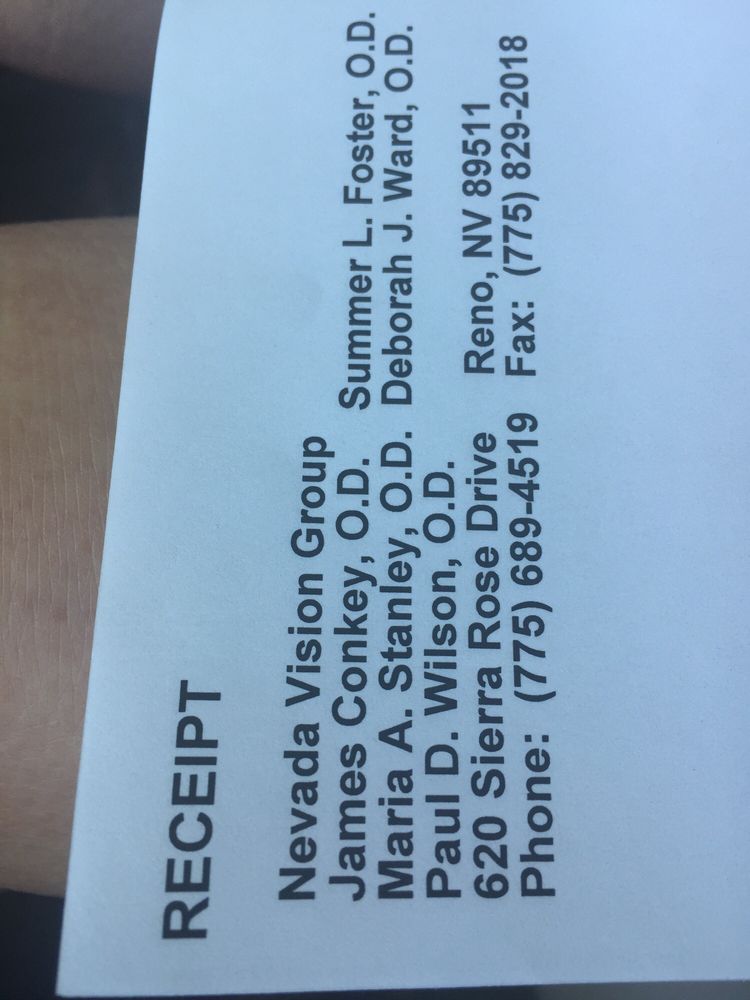 RECEIPT
Nevada Vision Group
James Conkey, O.D. Summer L. Foster, O.D.
Maria A. Stanley, O.D. Deborah J. Ward, O.D.
Paul D. Wilson, O.D.
620 Sierra Rose Drive Reno, NV 89511
Phone: (775) 689-4519 Fax: (775) 829-2018